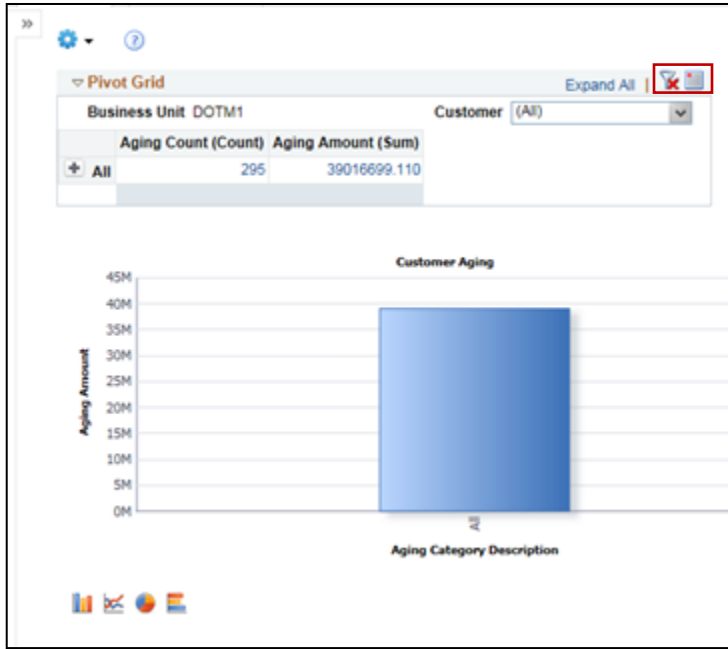 »
?
Pivot Grid
Expand All |
Business Unit DOTM1
Customer (All)
Aging Count (Count) Aging Amount (Sum)
All 295 39016699.110
Customer Aging
45M
40M
35M
30M
25M
20M
15M
10M
5M
0M
Aging Amount
All
Aging Category Description